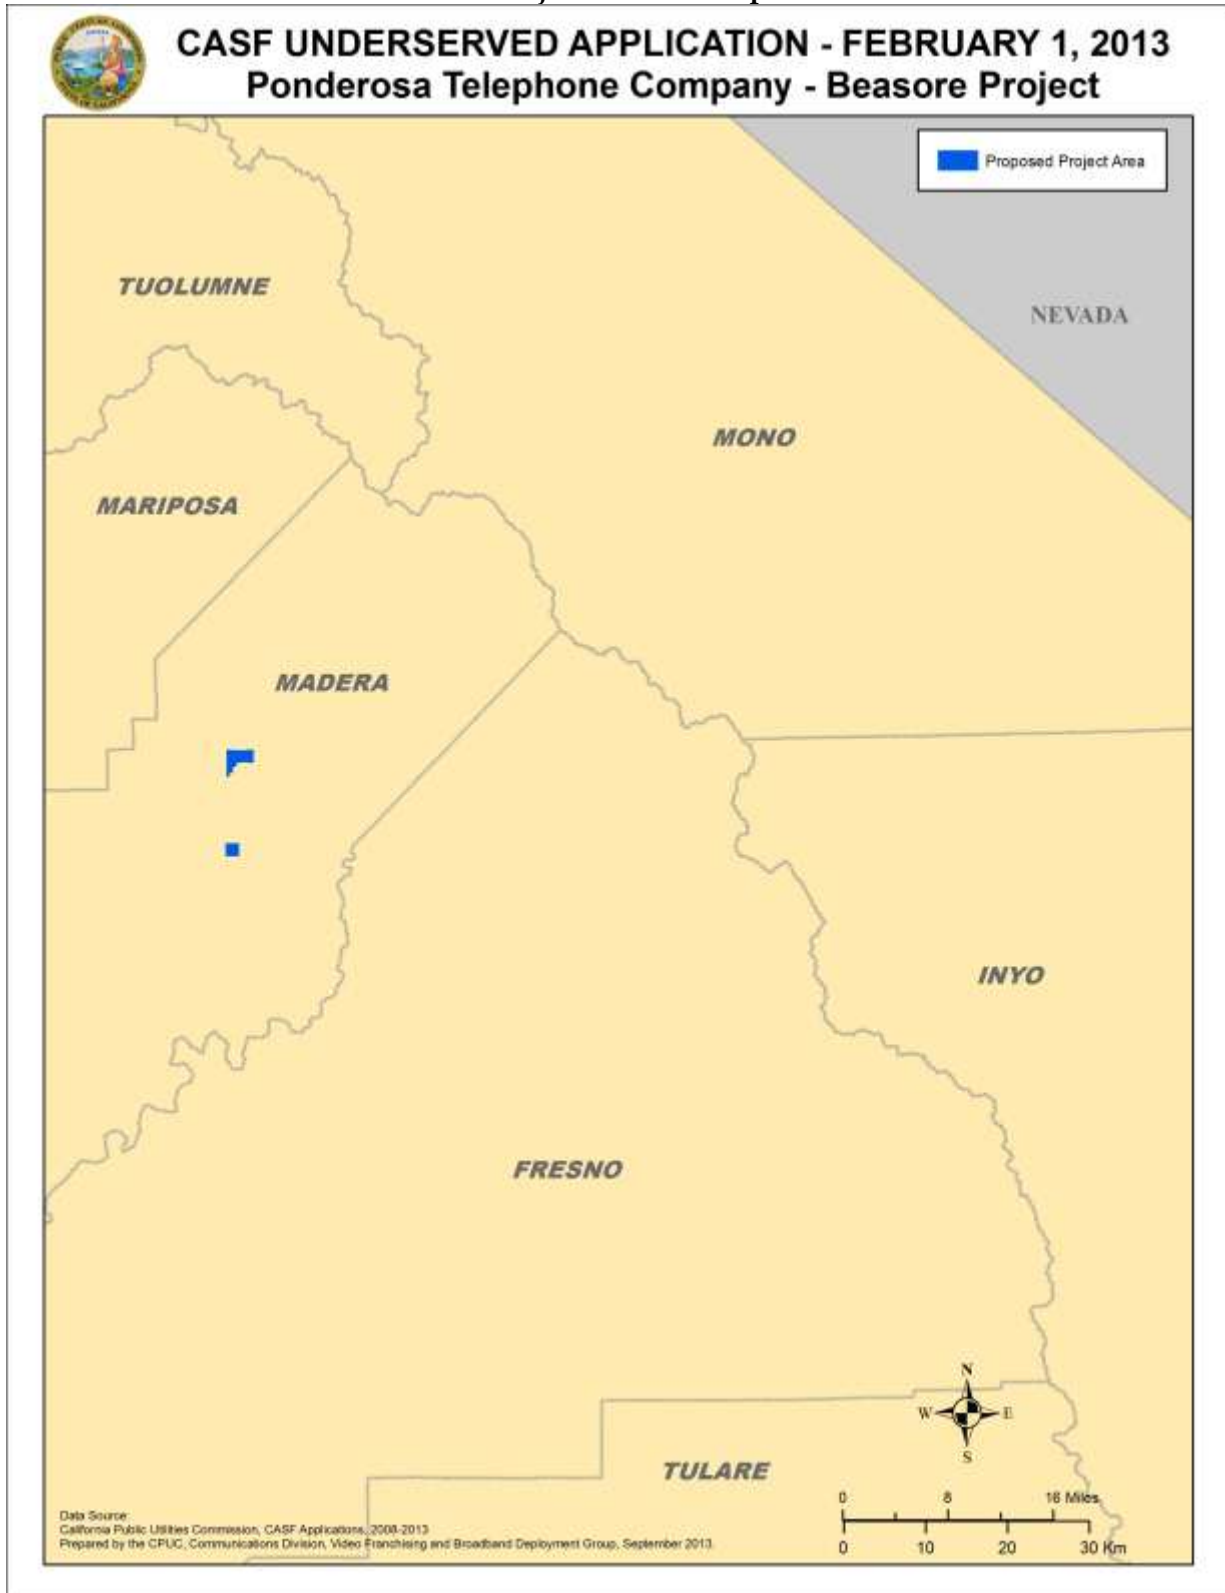 CASF UNDERSERVED APPLICATION - FEBRUARY 1, 2013
Ponderosa Telephone Company - Beasore Project
Proposed Project Area
TUOLUMNE
NEVADA
MONO
MARIPOSA
MADERA
INYO
FRESNO
N
W E
S
TULARE
0 8 16 Miles
0 10 20 30 Km
Data Source:
California Public Utilities Commission, CASF Applications, 2008-2013
Prepared by the CPUC, Communications Division, Video Franchising and Broadband Deployment Group, September 2013.